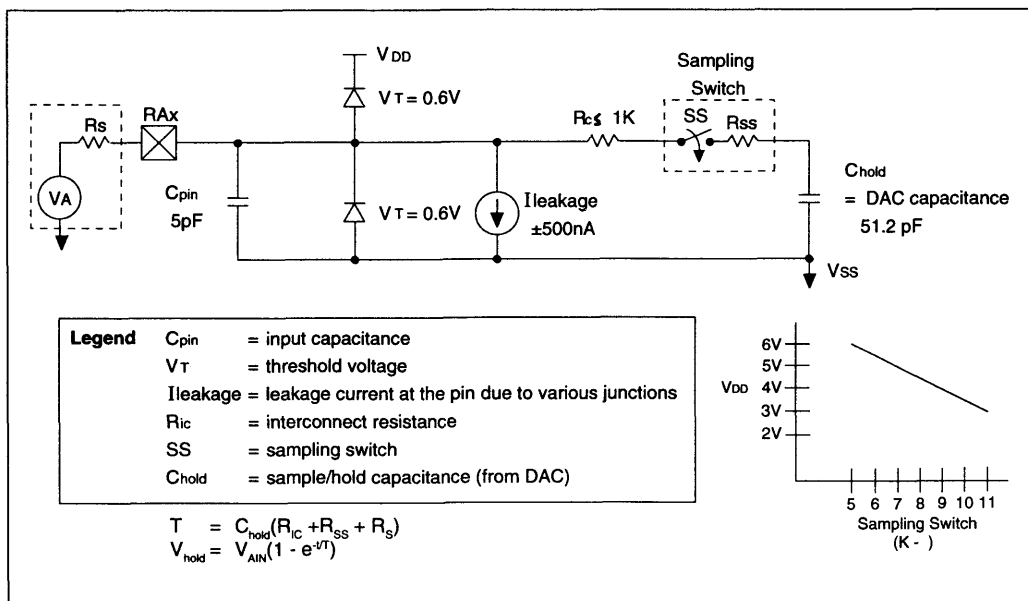 VDD
Sampling
Switch
VT = 0.6V
RAx
Rs
Rc≤ 1K
SS
Rss
VA
Cpin
5pF
VT = 0.6V
Ileakage
±500nA
Chold
= DAC capacitance
51.2 pF
VSS
Legend Cpin = input capacitance
VT = threshold voltage
Ileakage = leakage current at the pin due to various junctions
Ric = interconnect resistance
SS = sampling switch
Chold = sample/hold capacitance (from DAC)
T = Chold(RIC +RSS + RS)
Vhold = VAIN(1 - e-t/T)
6V
5V
VDD
4V
3V
2V
5 6 7 8 9 10 11
Sampling Switch
(K - )